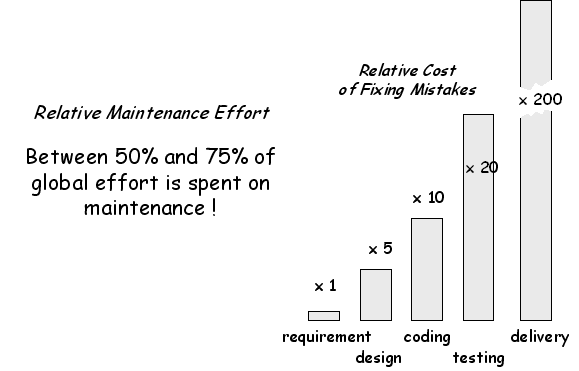 Relative Maintenance Effort
Between 50% and 75% of
global effort is spent on
maintenance !
Relative Cost
of Fixing Mistakes
× 1
× 5
× 10
× 20
× 200
requirement
design
coding
testing
delivery